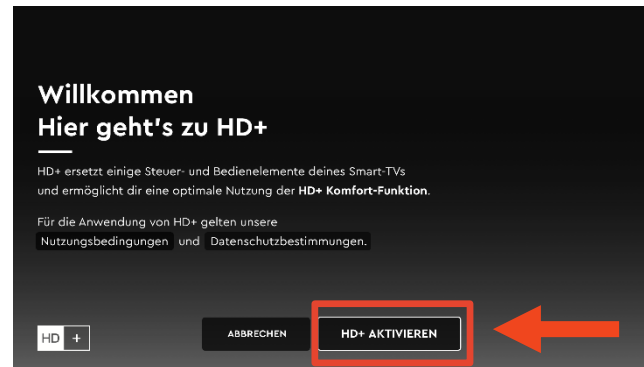 Willkommen
Hier geht's zu HD+
HD+ ersetzt einige Steuer- und Bedienelemente deines Smart-TVs
und ermöglicht dir eine optimale Nutzung der HD+ Komfort-Funktion.
Für die Anwendung von HD+ gelten unsere
Nutzungsbedingungen und Datenschutzbestimmungen.
HD + ABBRECHEN HD+ AKTIVIEREN